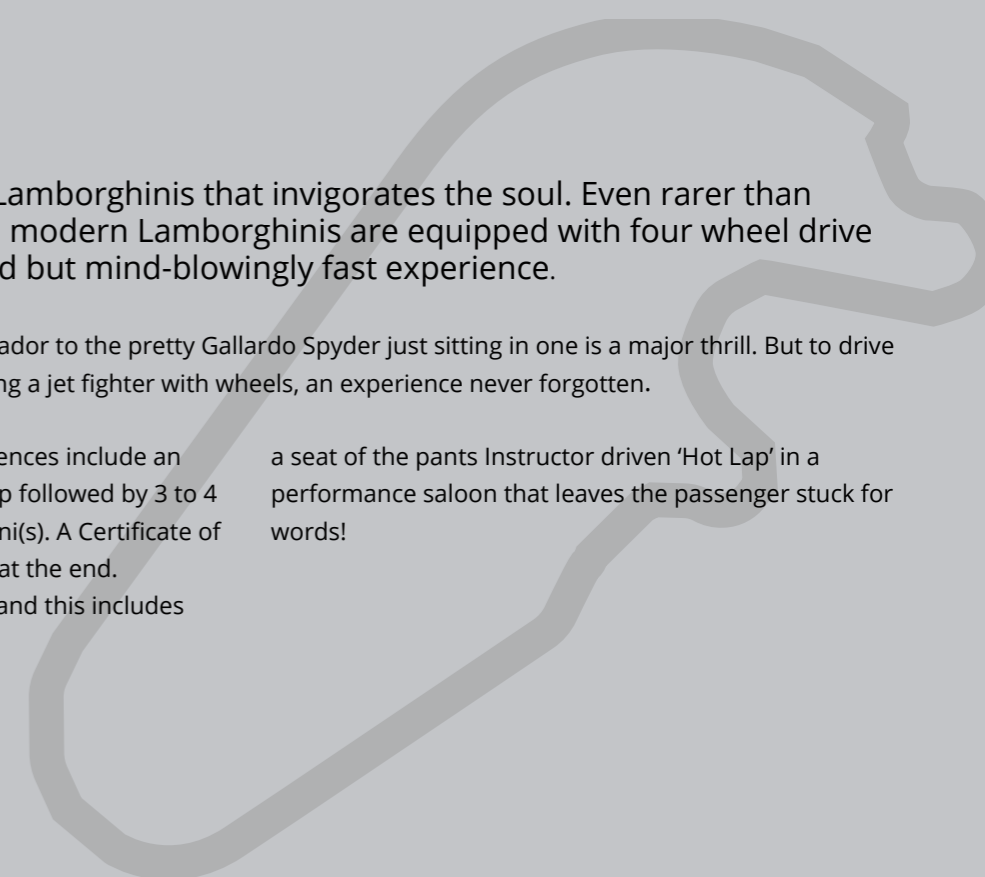 Lamborghinis that invigorates the soul. Even rarer than
modern Lamborghinis are equipped with four wheel drive
d but mind-blowingly fast experience.
ador to the pretty Gallardo Spyder just sitting in one is a major thrill. But to drive
ng a jet fighter with wheels, an experience never forgotten.
ences include an
p followed by 3 to 4
ni(s). A Certificate of
at the end.
and this includes
a seat of the pants Instructor driven ‘Hot Lap’ in a
performance saloon that leaves the passenger stuck for
words!